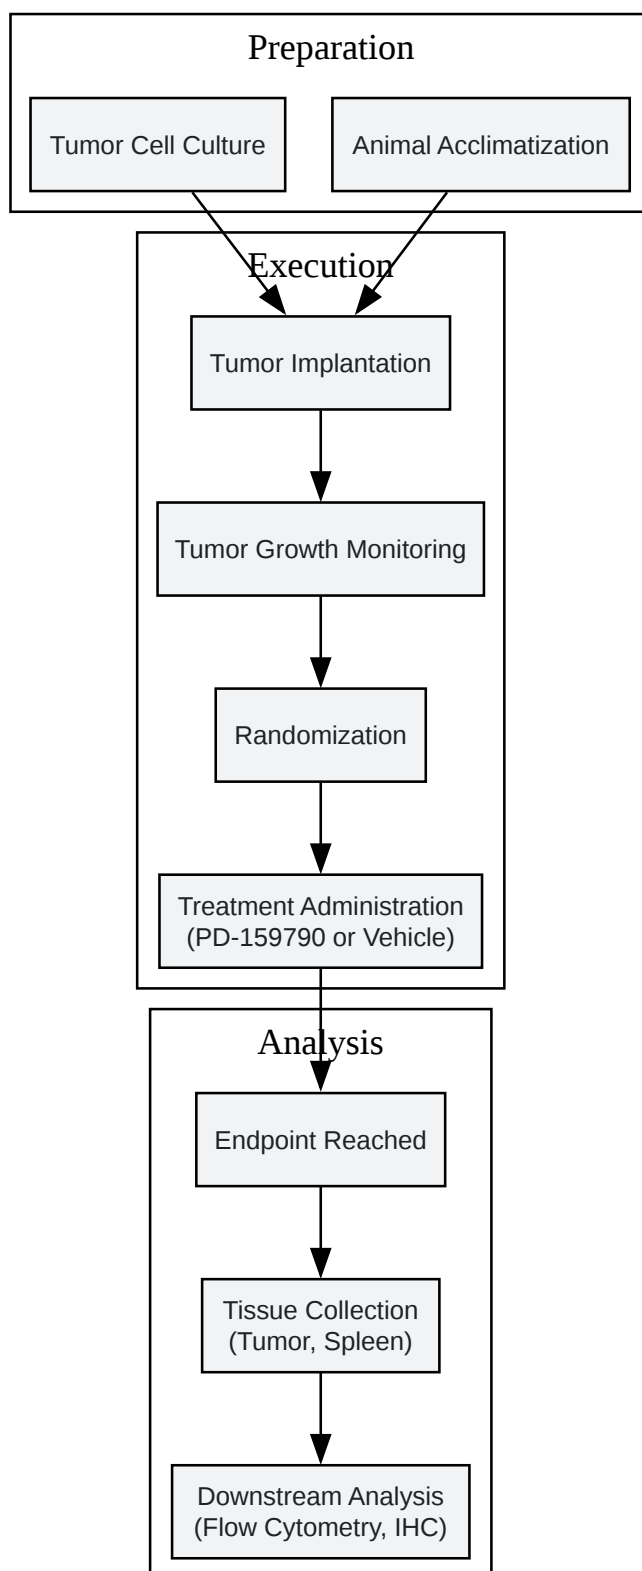 Preparation
Tumor Cell Culture
Animal Acclimatization
Execution
Tumor Implantation
Tumor Growth Monitoring
Randomization
Treatment Administration
(PD-159790 or Vehicle)
Analysis
Endpoint Reached
Tissue Collection
(Tumor, Spleen)
Downstream Analysis
(Flow Cytometry, IHC)